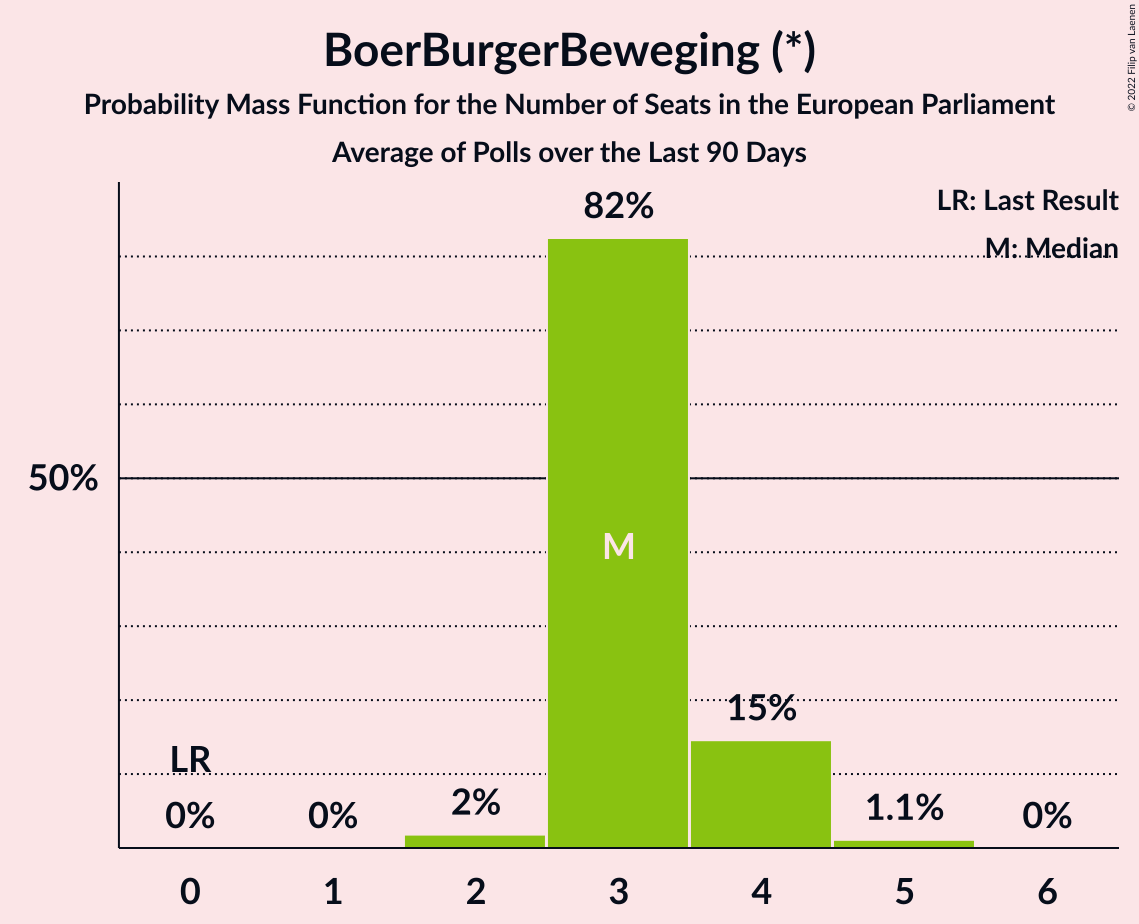 BoerBurgerBeweging (*)
Probability Mass Function for the Number of Seats in the European Parliament
Average of Polls over the Last 90 Days
© 2022 Filip van Laenen
LR: Last Result
M: Median
82%
50%
M
15%
LR
0%
0%
2%
1.1%
0%
0
1
2
3
4
5
6